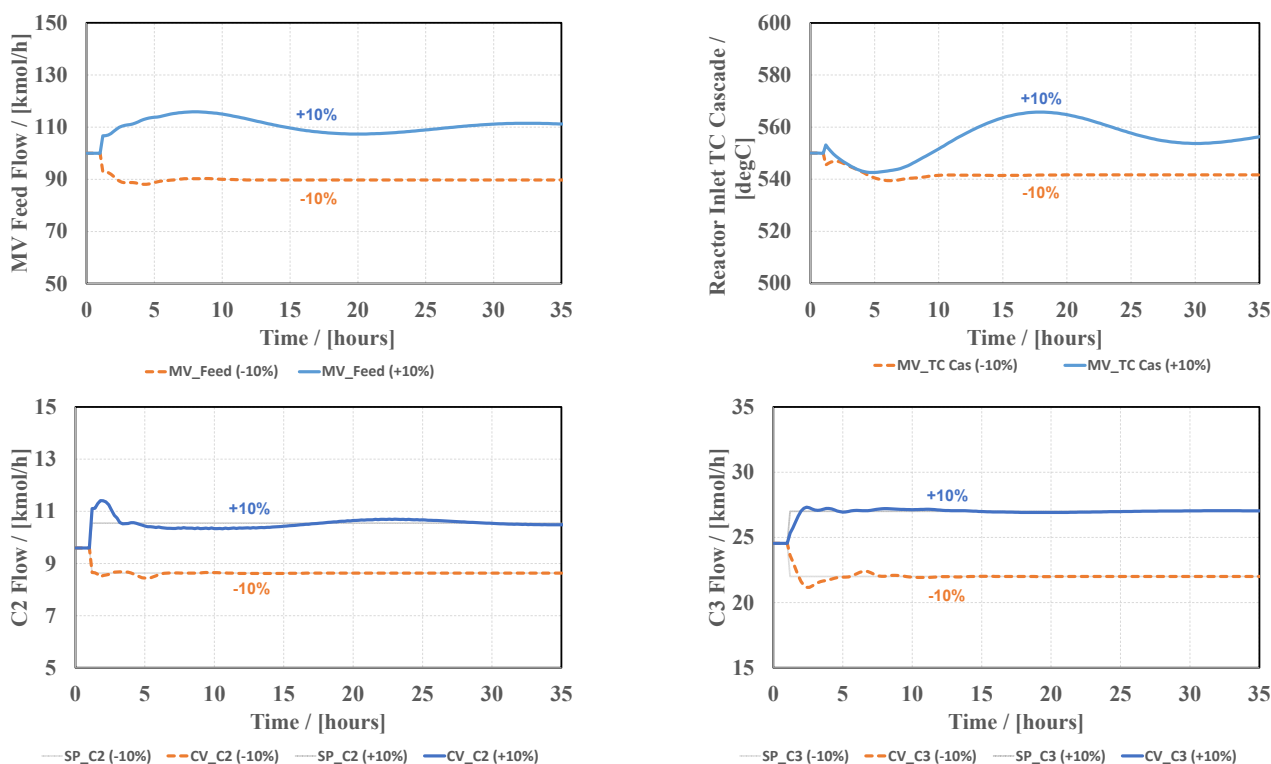 MV Feed Flow / [kmol/h]
150
130
110
90
70
50
+10%
-10%
0 5 10 15 20 25 30 35
Time / [hours]
MV_Feed (-10%) MV_Feed (+10%)
Reactor Inlet TC Cascade /
[degC]
600
580
560
540
520
500
+10%
-10%
0 5 10 15 20 25 30 35
Time / [hours]
MV_TC Cas (-10%) MV_TC Cas (+10%)
C2 Flow / [kmol/h]
15
13
11
9
7
5
+10%
-10%
0 5 10 15 20 25 30 35
Time / [hours]
SP_C2 (-10%) CV_C2 (-10%) SP_C2 (+10%) CV_C2 (+10%)
C3 Flow / [kmol/h]
35
30
25
20
15
+10%
-10%
0 5 10 15 20 25 30 35
Time / [hours]
SP_C3 (-10%) CV_C3 (-10%) SP_C3 (+10%) CV_C3 (+10%)